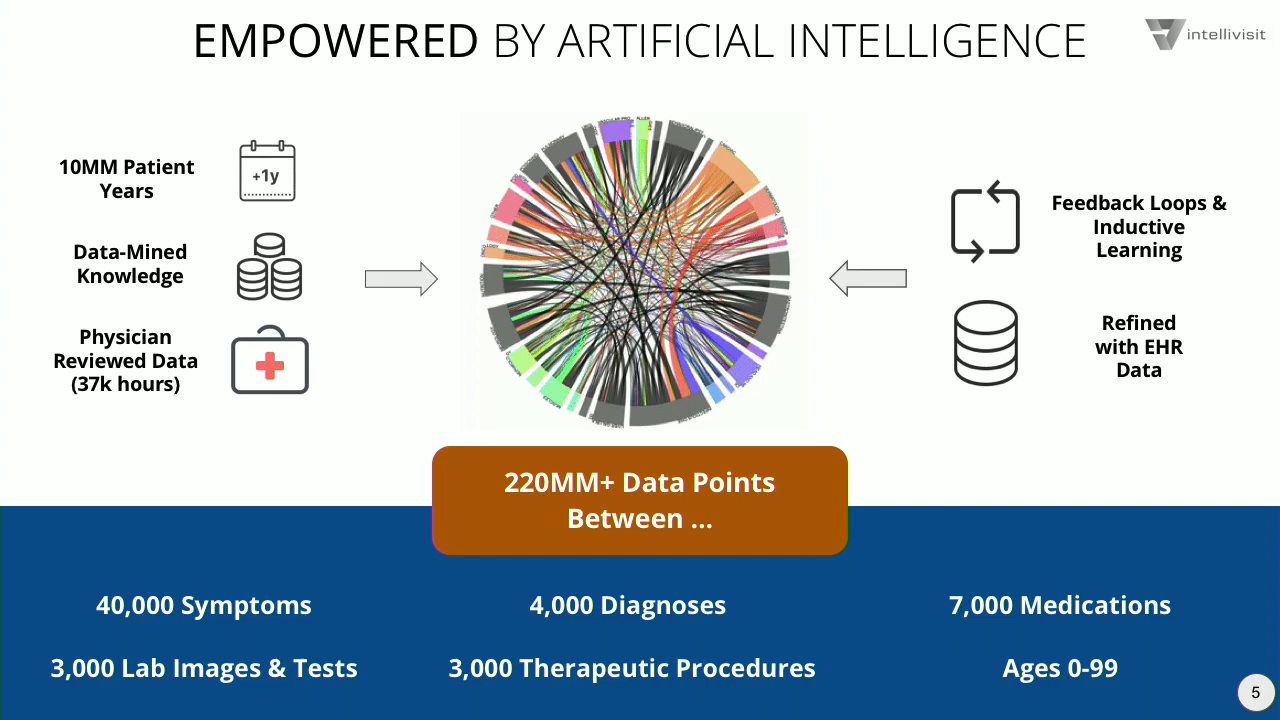 EMPOWERED BY ARTIFICIAL INTELLIGENCE
intellivisit
10MM Patient
Years
+1y
Data-Mined
Knowledge
Physician
Reviewed Data
(37k hours)
Feedback Loops &
Inductive
Learning
Refined
with EHR
Data
220MM+ Data Points
Between ...
40,000 Symptoms
4,000 Diagnoses
7,000 Medications
3,000 Lab Images & Tests
3,000 Therapeutic Procedures
Ages 0-99
5